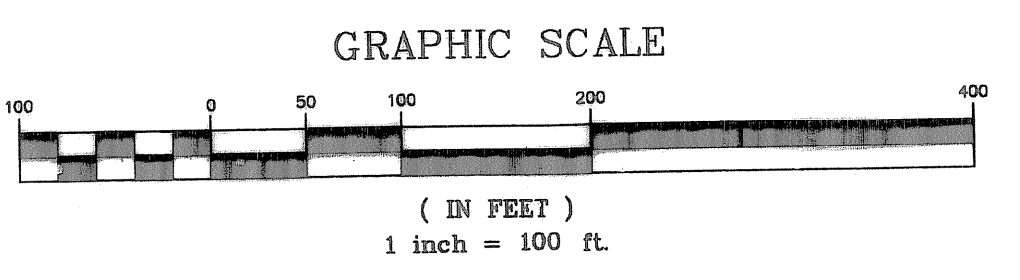 GRAPHIC SCALE
100 0 50 100 200 400
( IN FEET )
1 inch = 100 ft.